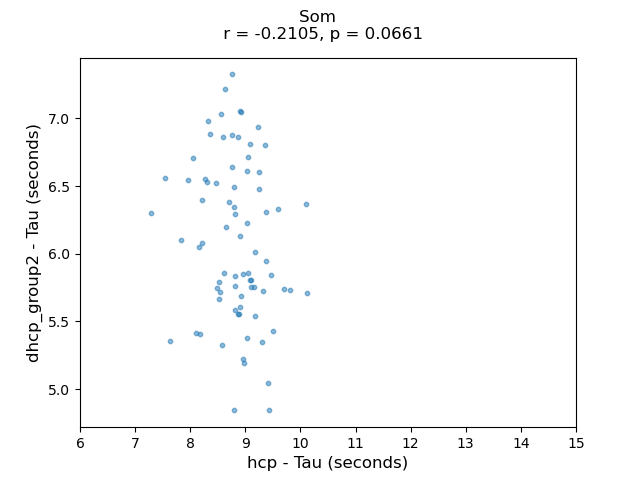 Som
r = -0.2105, p = 0.0661
7.0
6.5
6.0
5.5
5.0
dhcp_group2 - Tau (seconds)
6 7 8 9 10 11 12 13 14 15
hcp - Tau (seconds)